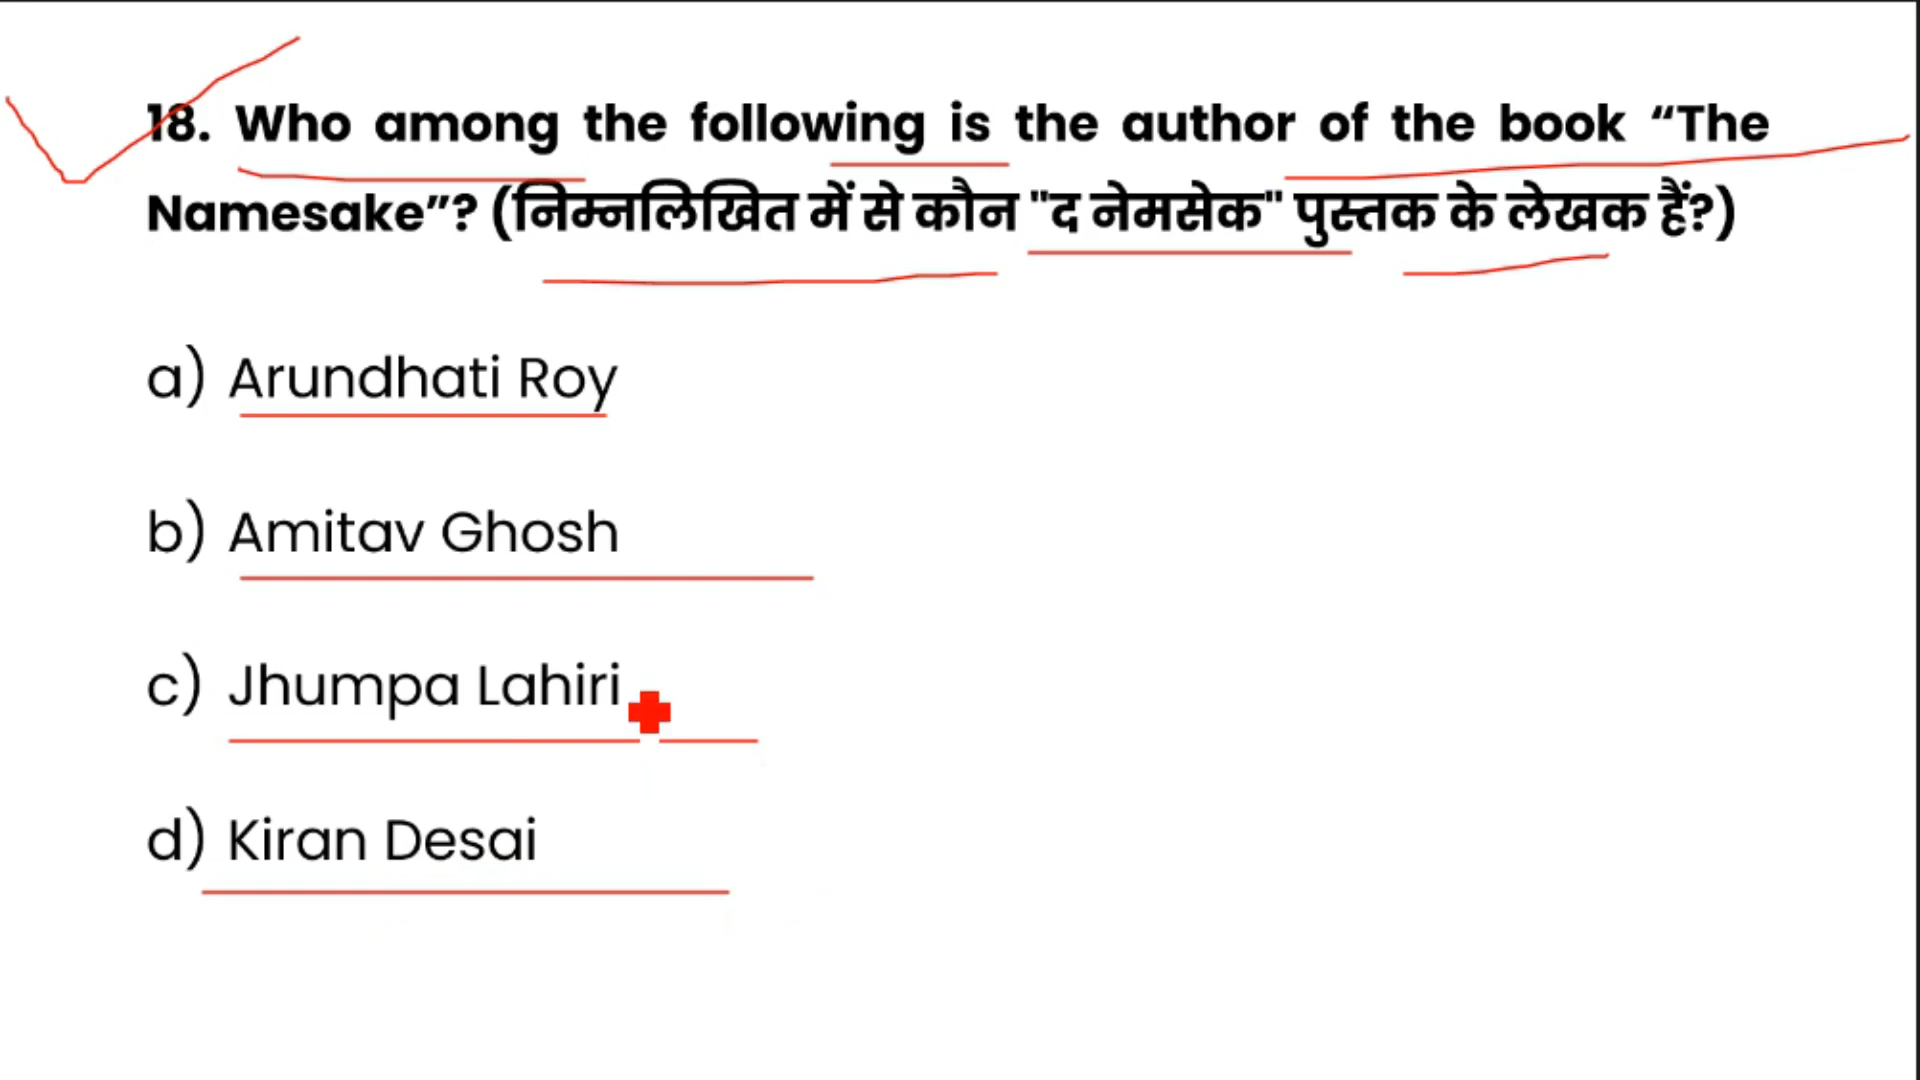 18. Who among the following is the author of the book “The
Namesake”? (निम्नलिखित में से कौन "द नेमसेक" पुस्तक के लेखक हैं?)
a) Arundhati Roy
b) Amitav Ghosh
c) Jhumpa Lahiri
d) Kiran Desai